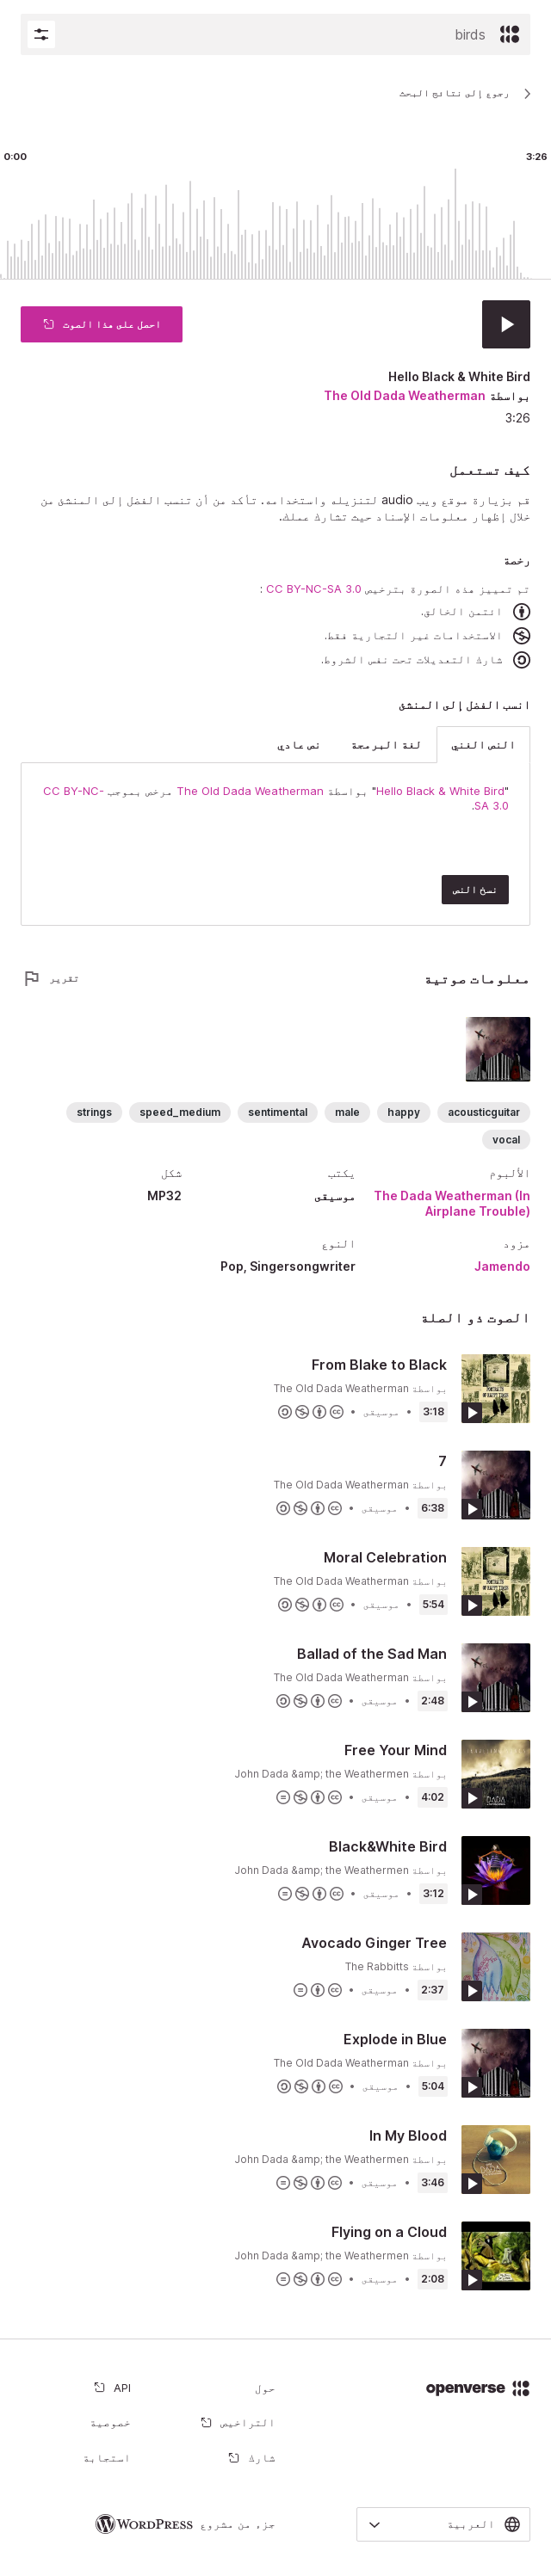 birds
رجوع إلى نتائج البحث
0:00
3:26
احصل على هذا الصوت
Hello Black & White Bird
بواسطة The Old Dada Weatherman
3:26
كيف تستعمل
قم بزيارة موقع ويب audio لتنزيله واستخدامه. تأكد من أن تنسب الفضل إلى المنشئ من
خلال إظهار معلومات الإسناد حيث تشارك عملك.
رخصة
تم تمييز هذه الصورة بترخيص CC BY-NC-SA 3.0 :
ائتمن الخالق.
الاستخدامات غير التجارية فقط.
شارك التعديلات تحت نفس الشروط.
انسب الفضل إلى المنشئ
النص الغني
لغة البرمجة
نص عادي
"Hello Black & White Bird" بواسطة The Old Dada Weatherman مرخص بموجب CC BY-NC-
SA 3.0.
نسخ النص
معلومات صوتية
تقرير
acousticguitar
happy
male
sentimental
speed_medium
strings
vocal
الألبوم
The Dada Weatherman (In
Airplane Trouble)
يكتب
موسيقى
شكل
MP32
مزود
Jamendo
النوع
Pop, Singersongwriter
الصوت ذو الصلة
From Blake to Black
بواسطة The Old Dada Weatherman
3:18 • موسيقى •
7
بواسطة The Old Dada Weatherman
6:38 • موسيقى •
Moral Celebration
بواسطة The Old Dada Weatherman
5:54 • موسيقى •
Ballad of the Sad Man
بواسطة The Old Dada Weatherman
2:48 • موسيقى •
Free Your Mind
بواسطة John Dada &amp; the Weathermen
4:02 • موسيقى •
Black&White Bird
بواسطة John Dada &amp; the Weathermen
3:12 • موسيقى •
Avocado Ginger Tree
بواسطة The Rabbitts
2:37 • موسيقى •
Explode in Blue
بواسطة The Old Dada Weatherman
5:04 • موسيقى •
In My Blood
بواسطة John Dada &amp; the Weathermen
3:46 • موسيقى •
Flying on a Cloud
بواسطة John Dada &amp; the Weathermen
2:08 • موسيقى •
openverse
حول
API
التراخيص
خصوصية
شارك
استجابة
العربية
جزء من مشروع WORDPRESS